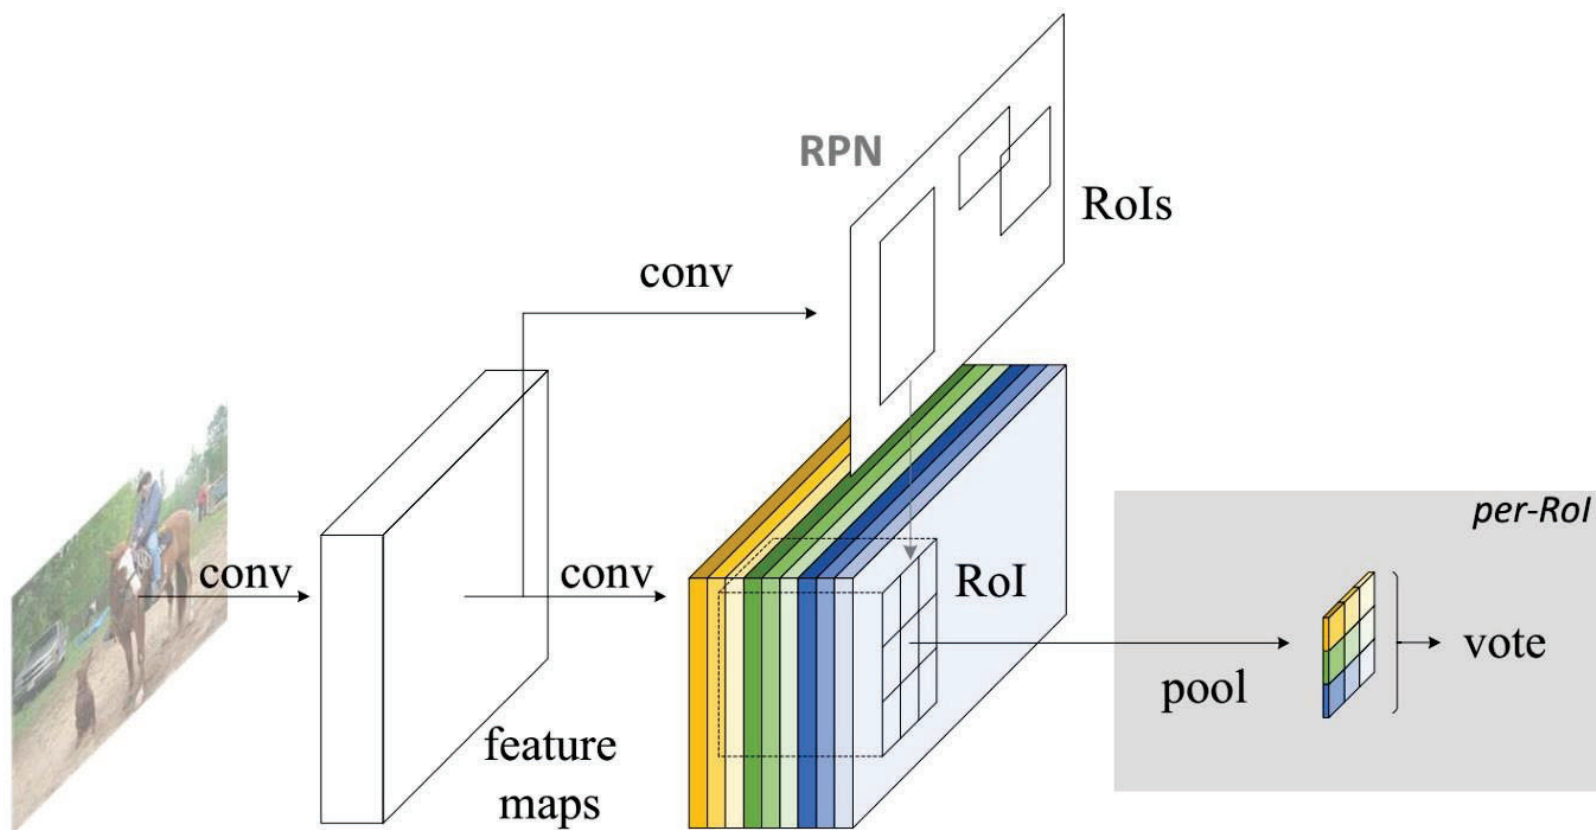 RPN
RoIs
conv
conv
conv
RoI
per-RoI
pool
vote
feature
maps